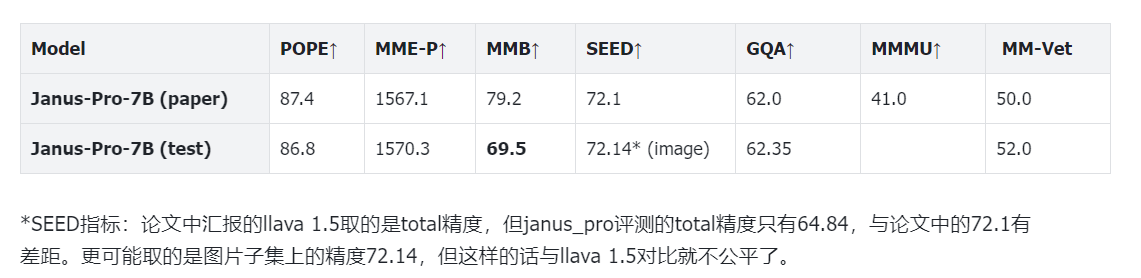 Model POPE↑ MME-P↑ MMB↑ SEED↑ GQA↑ MMMU↑ MM-Vet
Janus-Pro-7B (paper) 87.4 1567.1 79.2 72.1 62.0 41.0 50.0
Janus-Pro-7B (test) 86.8 1570.3 69.5 72.14* (image) 62.35 52.0
*SEED指标：论文中汇报的llava 1.5取的是total精度，但janus_pro评测的total精度只有64.84，与论文中的72.1有
差距。更可能取的是图片子集上的精度72.14，但这样的话与llava 1.5对比就不公平了。